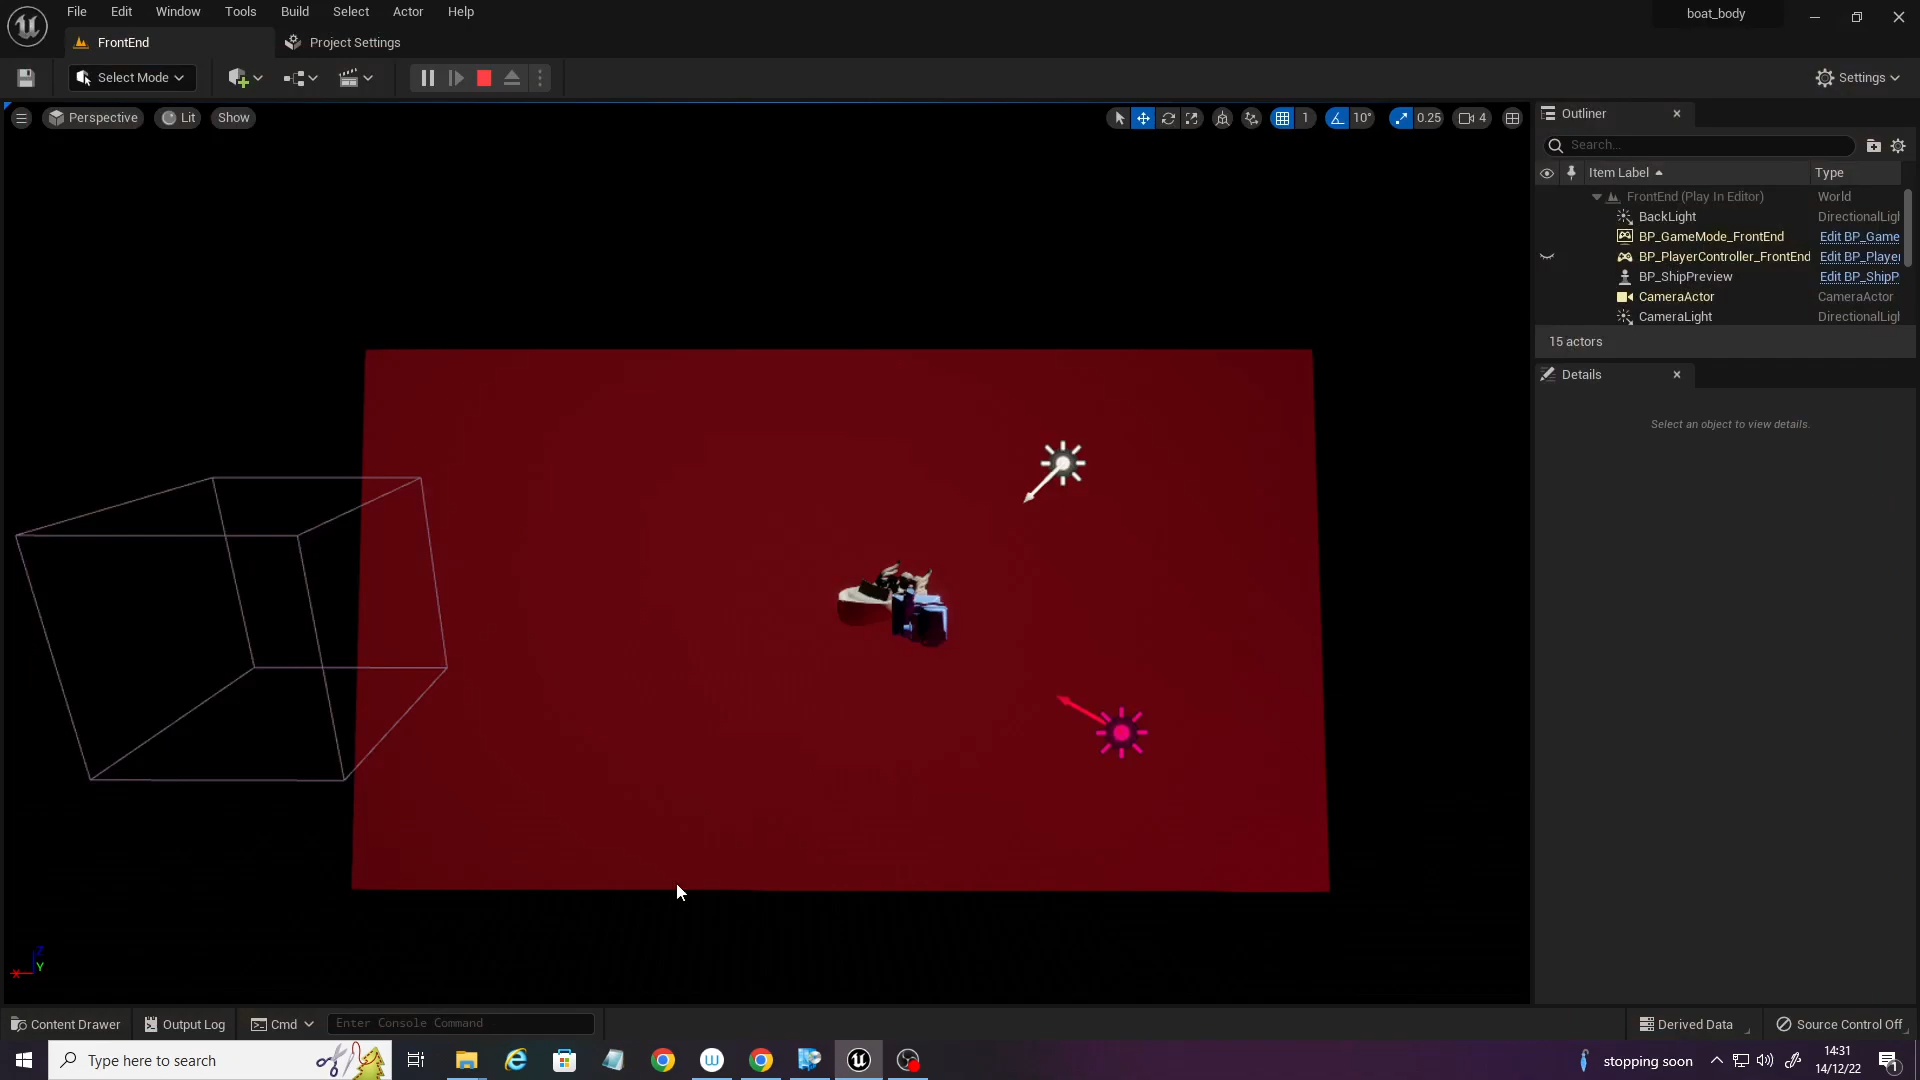 File Edit Window Tools Build Select Actor Help
boat_body
FrontEnd
Project Settings
Select Mode
Settings
Perspective
Lit
Show
1
10°
0.25
4
Outliner
Search...
Item Label
Type
FrontEnd (Play In Editor)
World
BackLight
DirectionalLigl
BP_GameMode_FrontEnd
Edit BP_Game
BP_PlayerController_FrontEnd
Edit BP_Player
BP_ShipPreview
Edit BP_ShipP
CameraActor
CameraActor
CameraLight
DirectionalLigl
15 actors
Details
Select an object to view details.
Z
X
Y
Content Drawer
Output Log
Cmd
Enter Console Command
Derived Data
Source Control Off
Type here to search
stopping soon
14:31
14/12/22
1